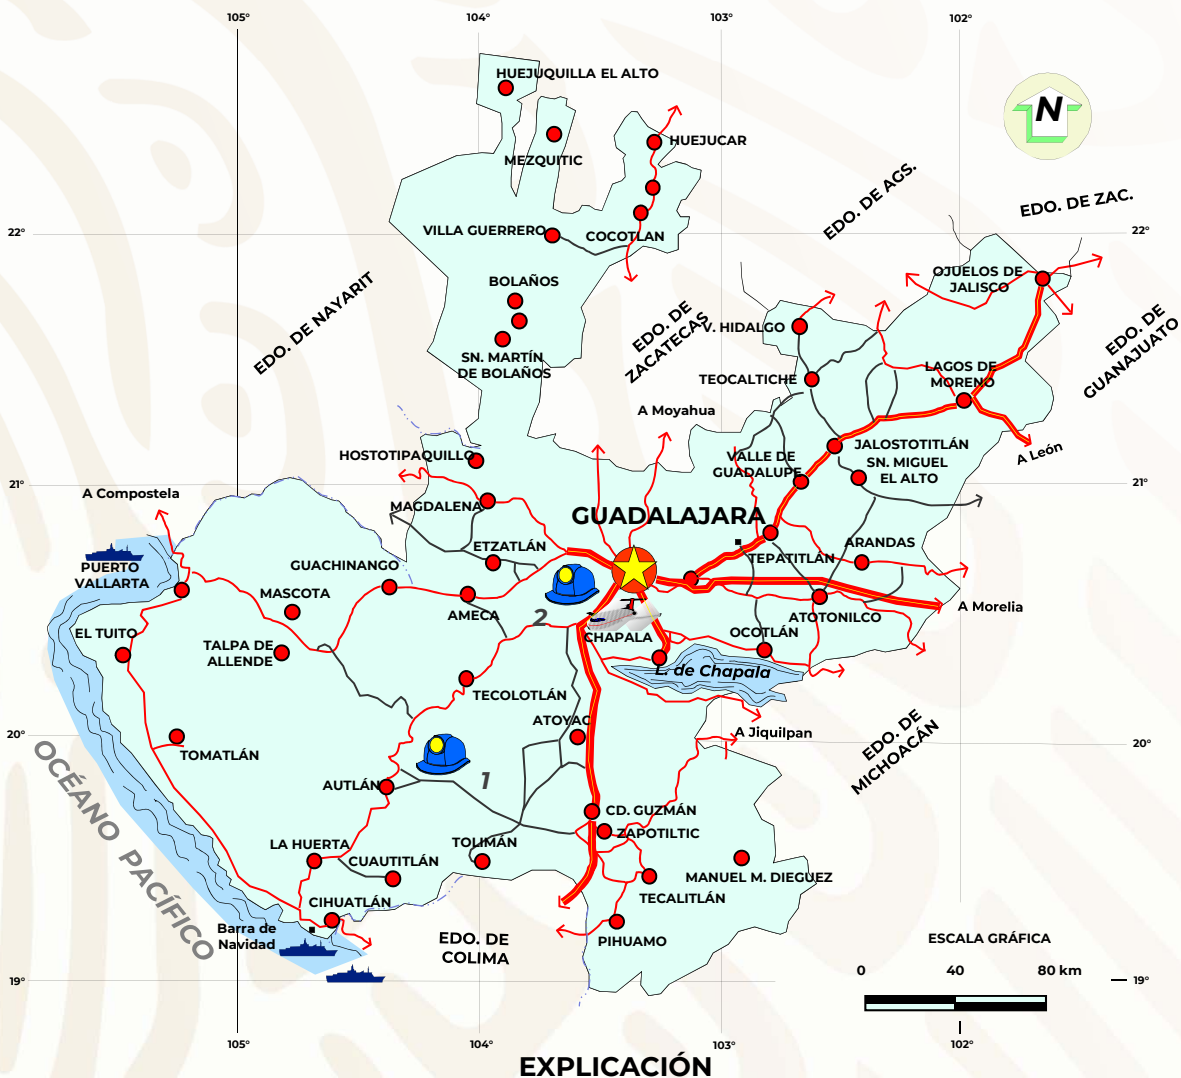 105°
104°
103°
102°
HUEJUQUILLA EL ALTO
N
MEZQUITIC
HUEJUCAR
EDO. DE AGS.
EDO. DE ZAC.
22°
VILLA GUERRERO
COCOTLAN
22°
EDO. DE NAYARIT
BOLAÑOS
OJUELOS DE
JALISCO
EDO. DE
ZACATECAS
V. HIDALGO
EDO. DE
GUANAJUATO
SN. MARTÍN
DE BOLAÑOS
TEOCALTICHE
LAGOS DE
MORENO
A Moyahua
HOSTOTIPAQUILLO
VALLE DE
GUADALUPE
JALOSTOTITLÁN
SN. MIGUEL
EL ALTO
A León
21°
21°
A Compostela
MAGDALENA
GUADALAJARA
ETZATLÁN
TEPATITLÁN
ARANDAS
PUERTO
VALLARTA
GUACHINANGO
MASCOTA
AMECA
2
ATOTONILCO
A Morelia
EL TUITO
TALPA DE
ALLENDE
CHAPALA
OCOTLÁN
L. de Chapala
TECOLOTLÁN
ATOYAC
A Jiquilpan
EDO. DE
MICHOACÁN
20°
20°
TOMATLÁN
OCÉANO PACÍFICO
1
AUTLÁN
CD. GUZMÁN
ZAPOTILTIC
LA HUERTA
TOLIMÁN
CUAUTITLÁN
MANUEL M. DIEGUEZ
TECALITLÁN
CIHUATLÁN
Barra de
Navidad
PIHUAMO
EDO. DE
COLIMA
ESCALA GRÁFICA
0
40
80 km
19°
19°
105°
104°
103°
102°
EXPLICACIÓN